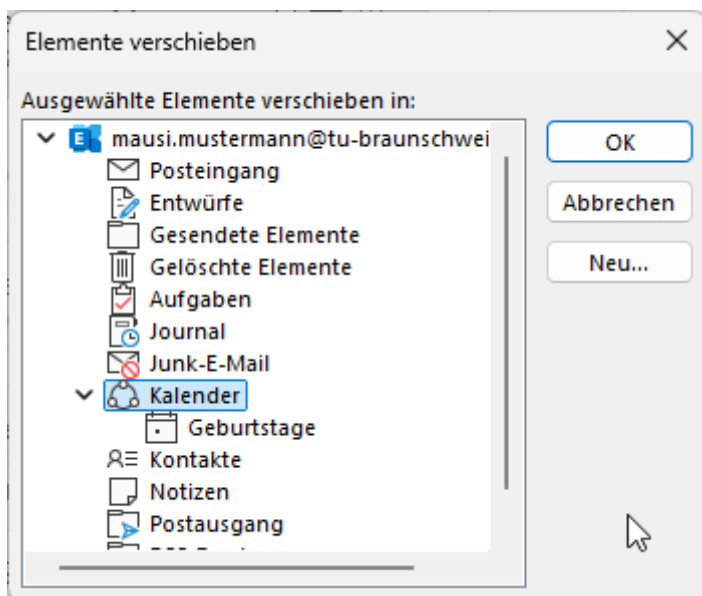 Elemente verschieben
Ausgewählte Elemente verschieben in:
mausi.mustermann@tu-braunschwei
Posteingang
Entwürfe
Gesendete Elemente
Gelöschte Elemente
Aufgaben
Journal
Junk-E-Mail
Kalender
Geburtstage
Kontakte
Notizen
Postausgang
OK
Abbrechen
Neu...